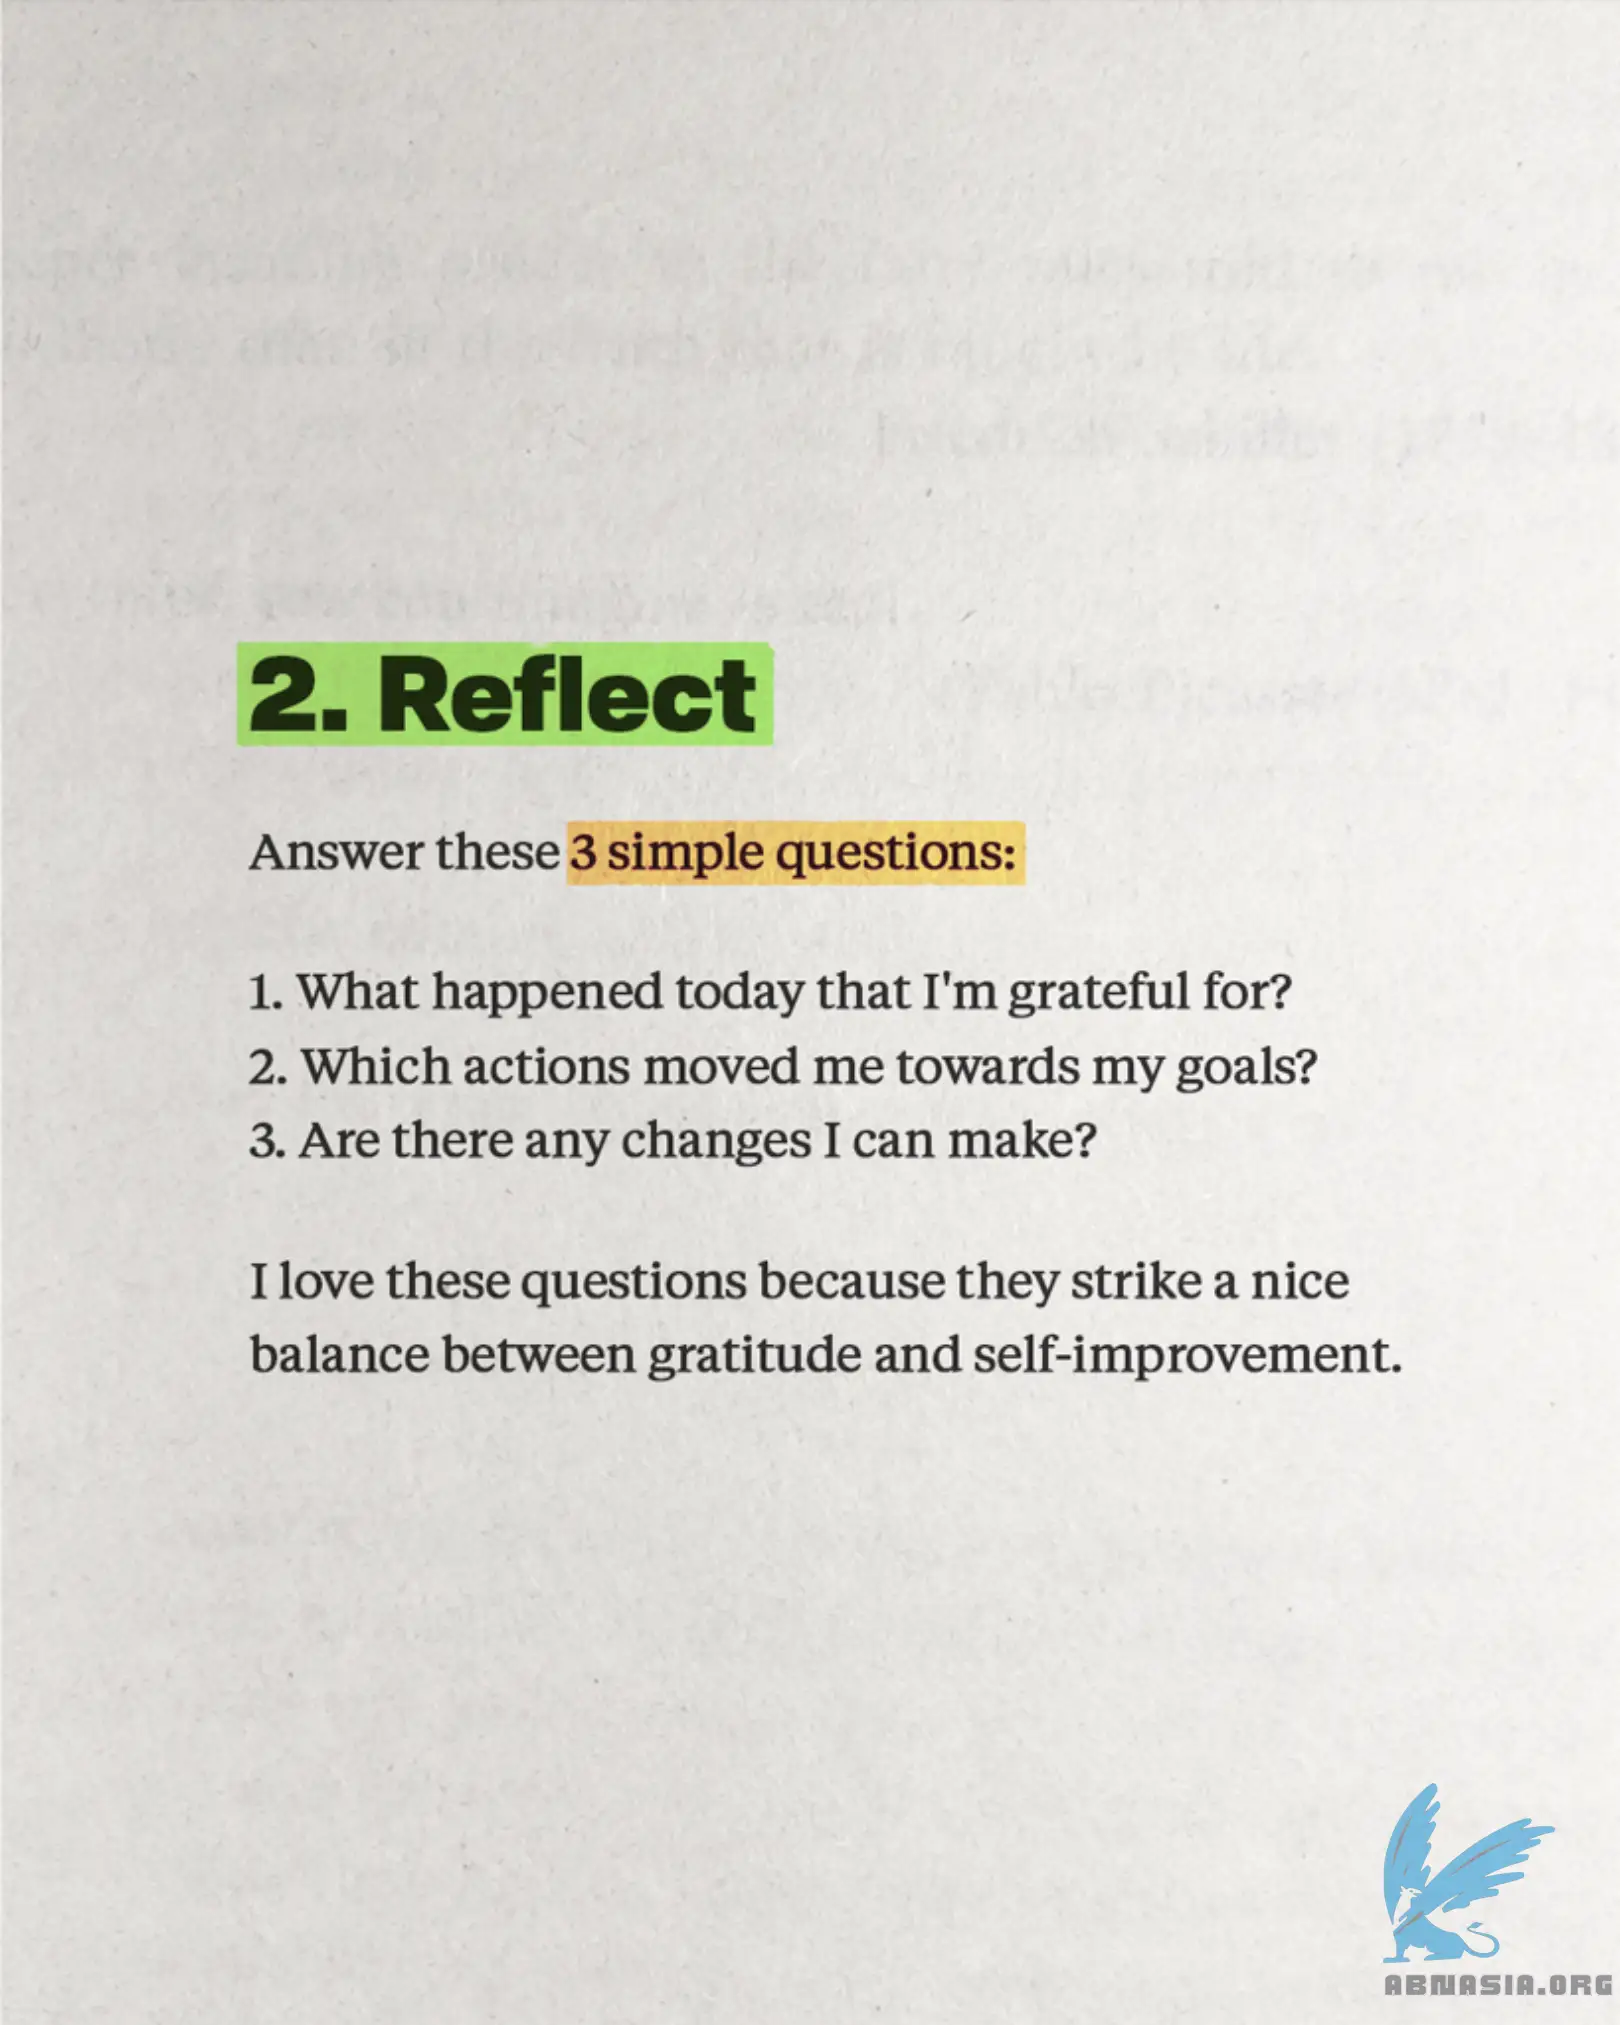 2. Reflect
Answer these 3 simple questions:
1. What happened today that I'm grateful for?
2. Which actions moved me towards my goals?
3. Are there any changes I can make?
I love these questions because they strike a nice
balance between gratitude and self-improvement.
ABNASIA.ORG